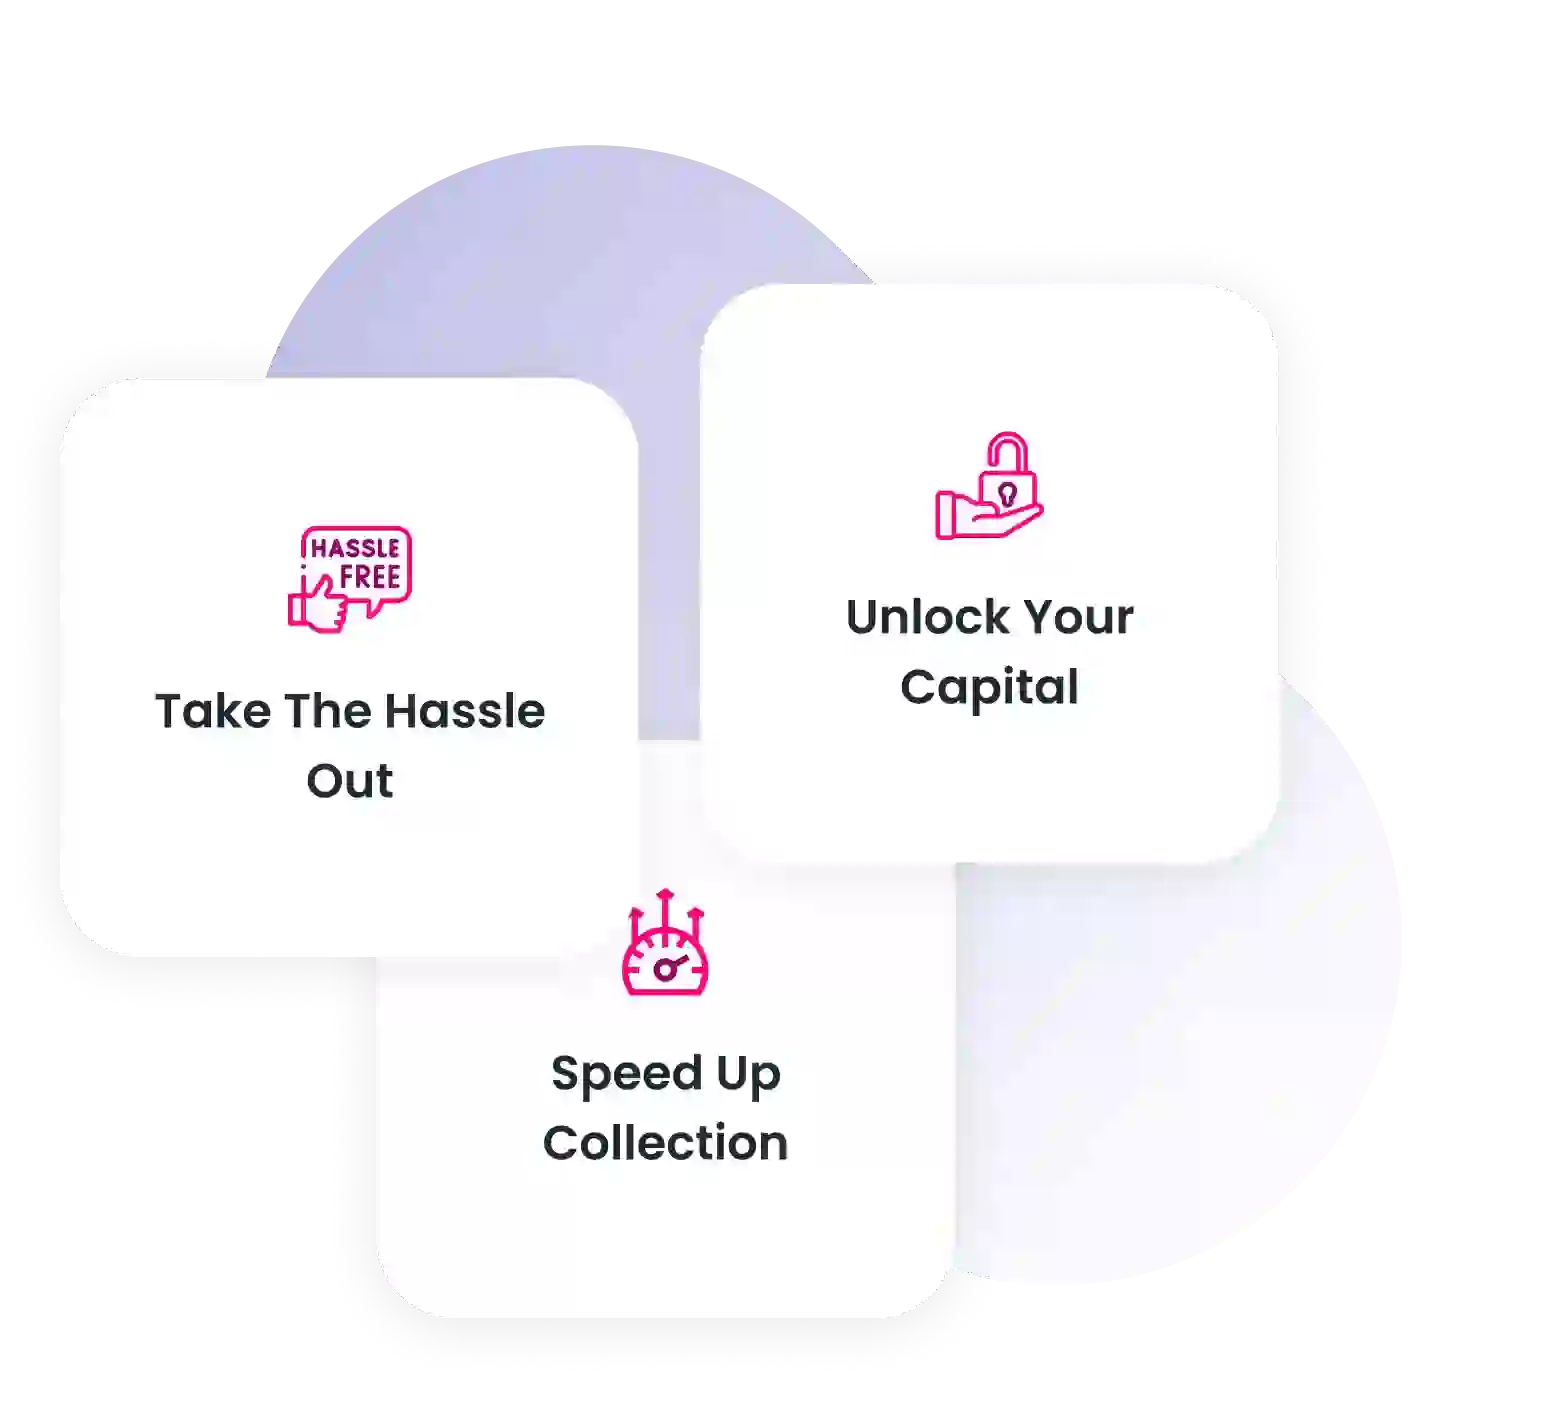 HASSLE
FREE
Take The Hassle
Out
Unlock Your
Capital
Speed Up
Collection